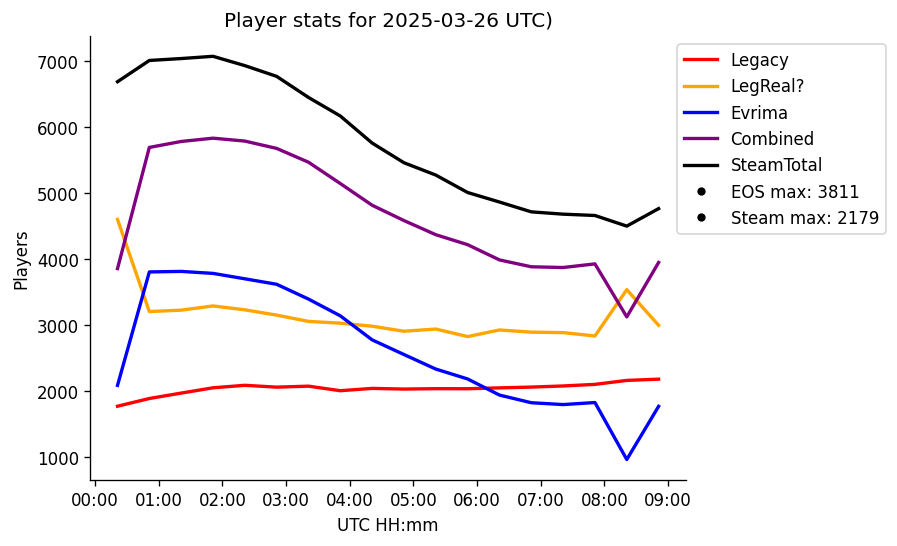 Player stats for 2025-03-26 UTC)
Legacy
LegReal?
Evrima
Combined
SteamTotal
EOS max: 3811
Steam max: 2179
Players
7000
6000
5000
4000
3000
2000
1000
00:00 01:00 02:00 03:00 04:00 05:00 06:00 07:00 08:00 09:00
UTC HH:mm